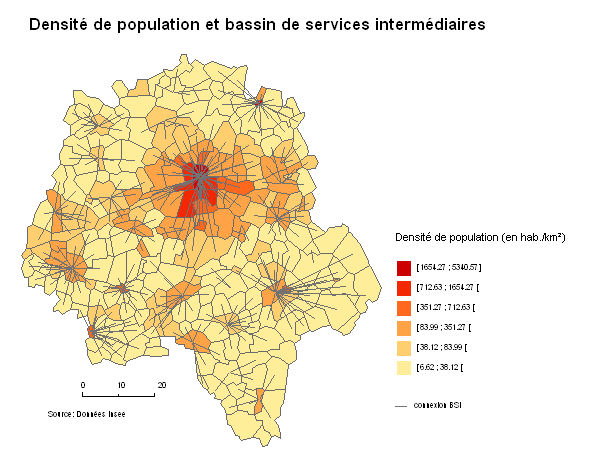 Densité de population et bassin de services intermédiaires
Densité de population (en hab./km²)
[1654.27 ; 5340.57 [
[712.63 ; 1654.27 [
[351.27 ; 712.63 [
[83.99 ; 351.27 [
[38.12 ; 83.99 [
[6.62 ; 38.12 [
connexion BSI
0 10 20
Source: Données Insee